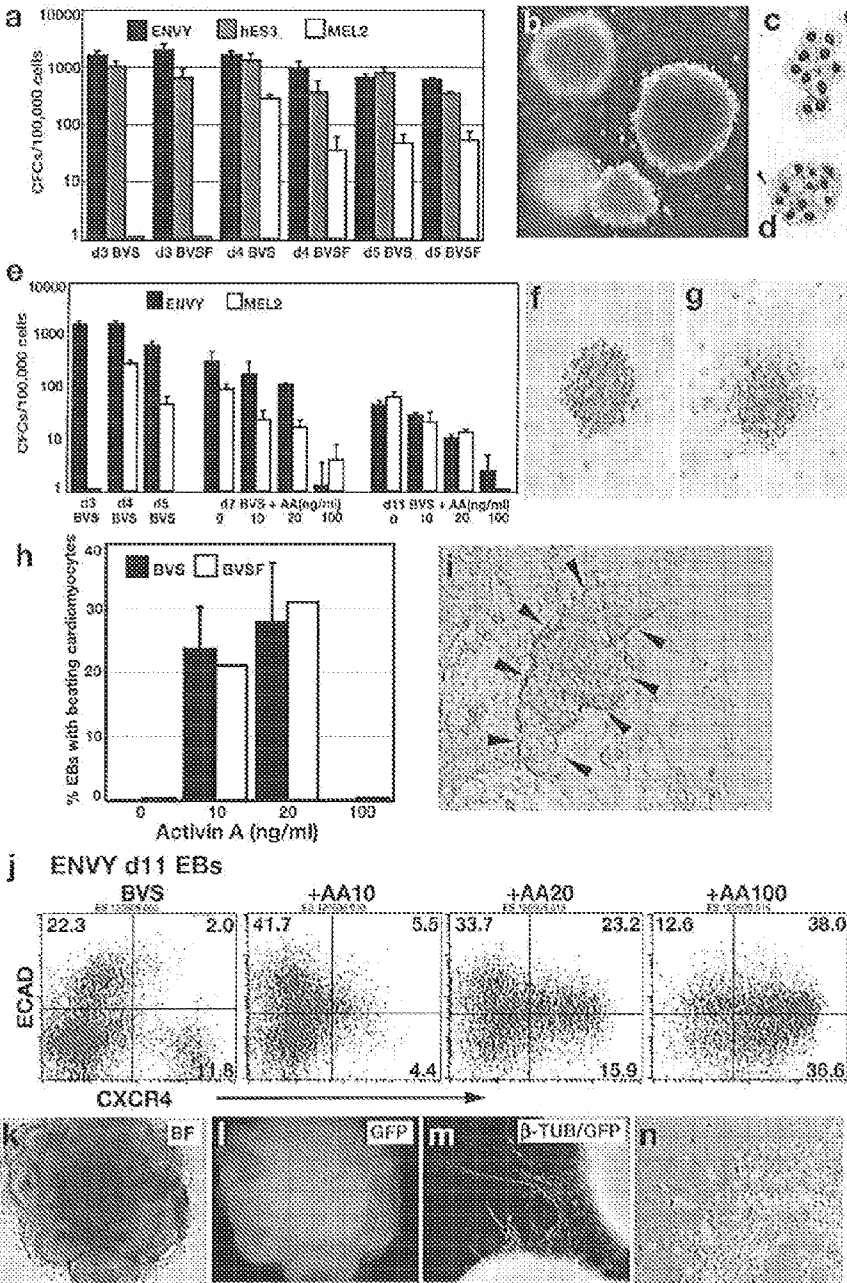 a
10000
1000
100
10
1
CFCs/100,000 cells
ENVY hES3 MEL2
d3 BVS d3 BVSF d4 BVS d4 BVSF d5 BVS d5 BVSF
b
c
d
e
10000
1000
100
10
1
CFCs/100,000 cells
ENVY MEL2
d3 d4 d5 d7 BVS + AA(ng/ml) d11 BVS + AA(ng/ml)
BVS BVS BVS 0 10 20 100 0 10 20 100
f
g
h
40
30
20
10
0
% EBs with beating cardiomyocytes
BVS BVSF
0 10 20 100
Activin A (ng/ml)
i
j ENVY d11 EBs
BVS +AA10 +AA20 +AA100
22.3 2.0 41.7 5.5 33.7 23.2 12.6 38.0
ECAD
11.8 4.4 15.9 36.6
CXCR4
k BF
l GFP
m β-TUB/GFP
n